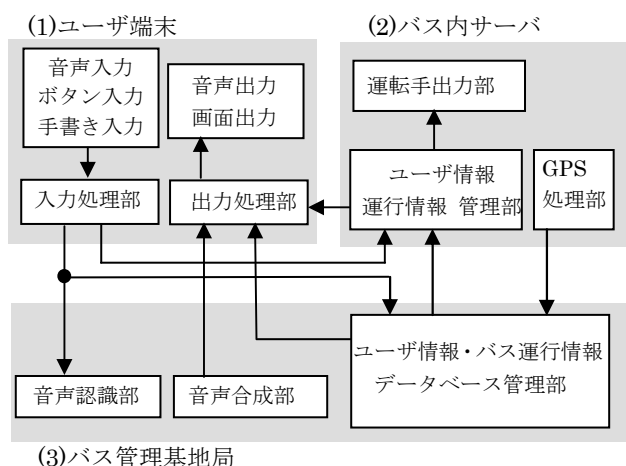 (1)ユーザ端末
音声入力
ボタン入力
手書き入力
音声出力
画面出力
入力処理部
出力処理部
(2)バス内サーバ
運転手出力部
ユーザ情報
運行情報 管理部
GPS
処理部
音声認識部
音声合成部
ユーザ情報・バス運行情報
データベース管理部
(3)バス管理基地局